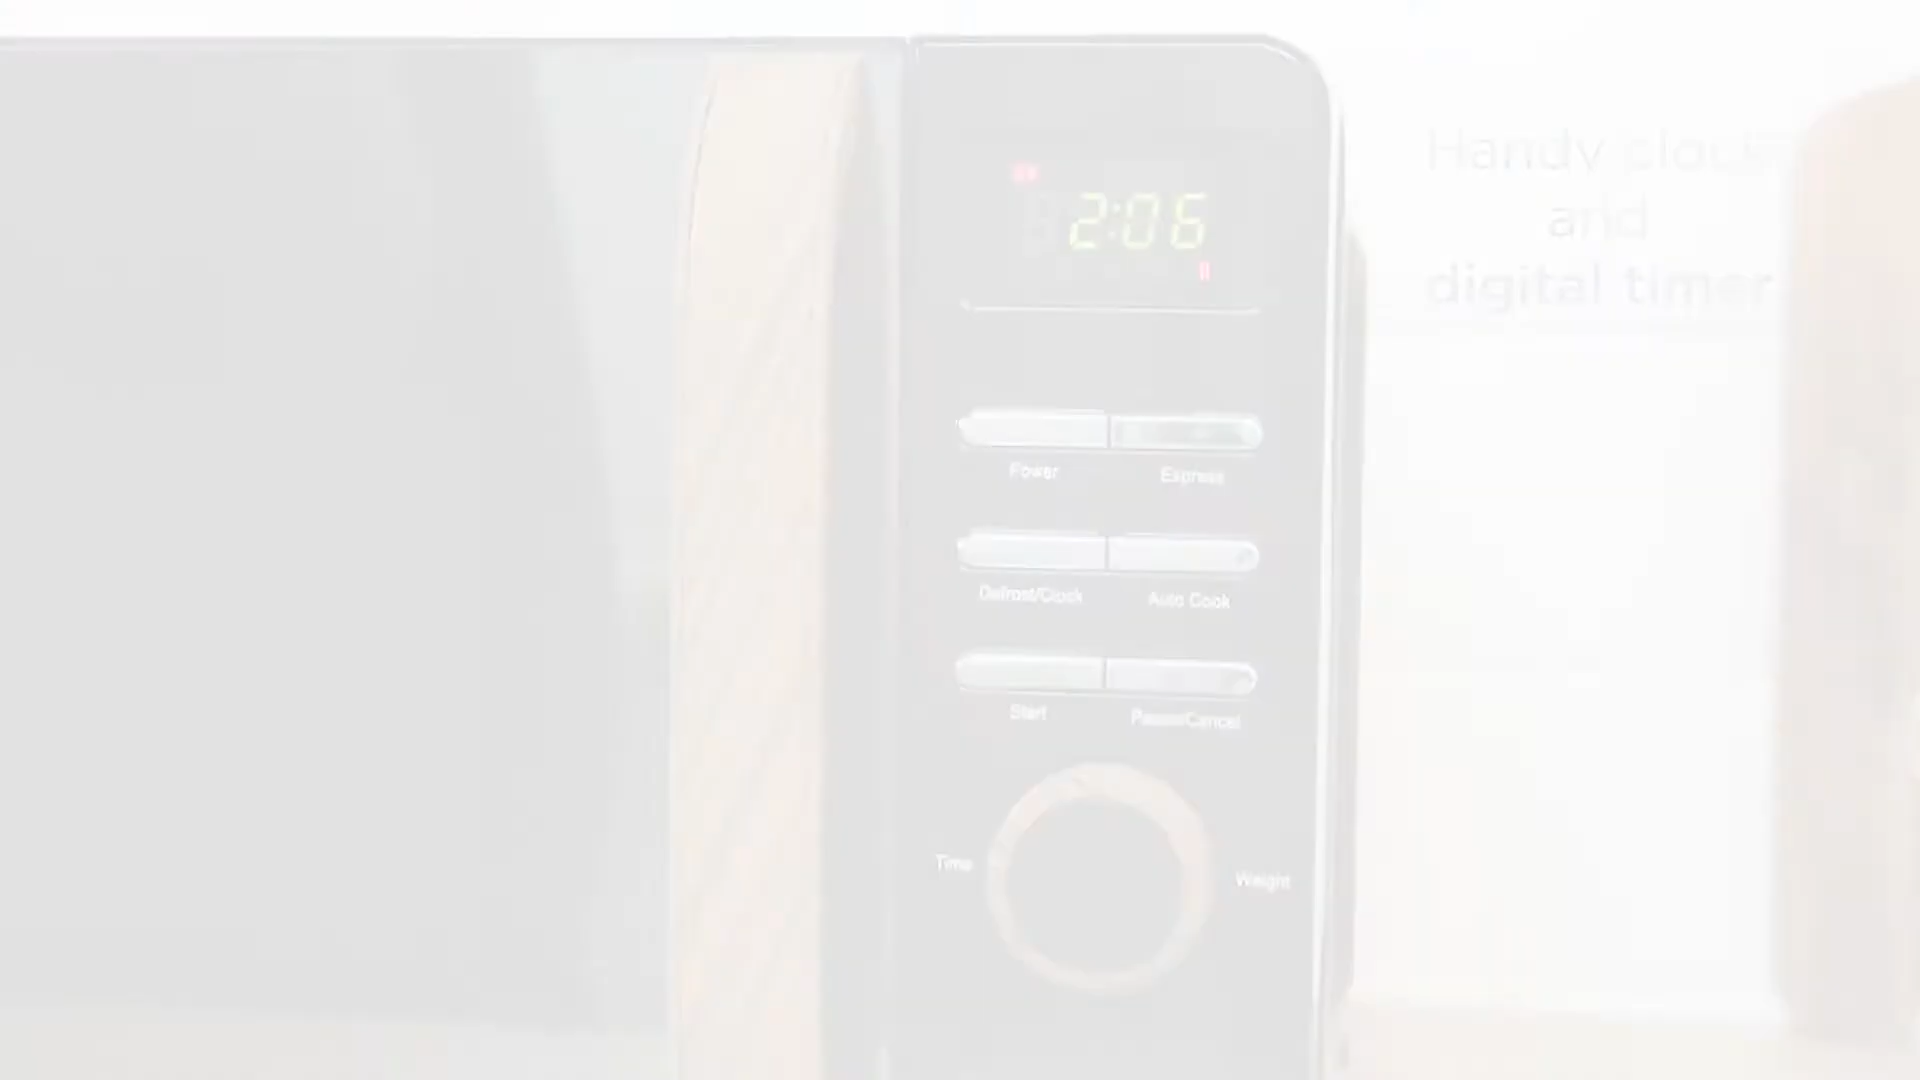 Handy clock
and
digital timer
2:06
Power
Express
Defrost/Clock
Auto Cook
Start
Pause/Cancel
Time
Weight